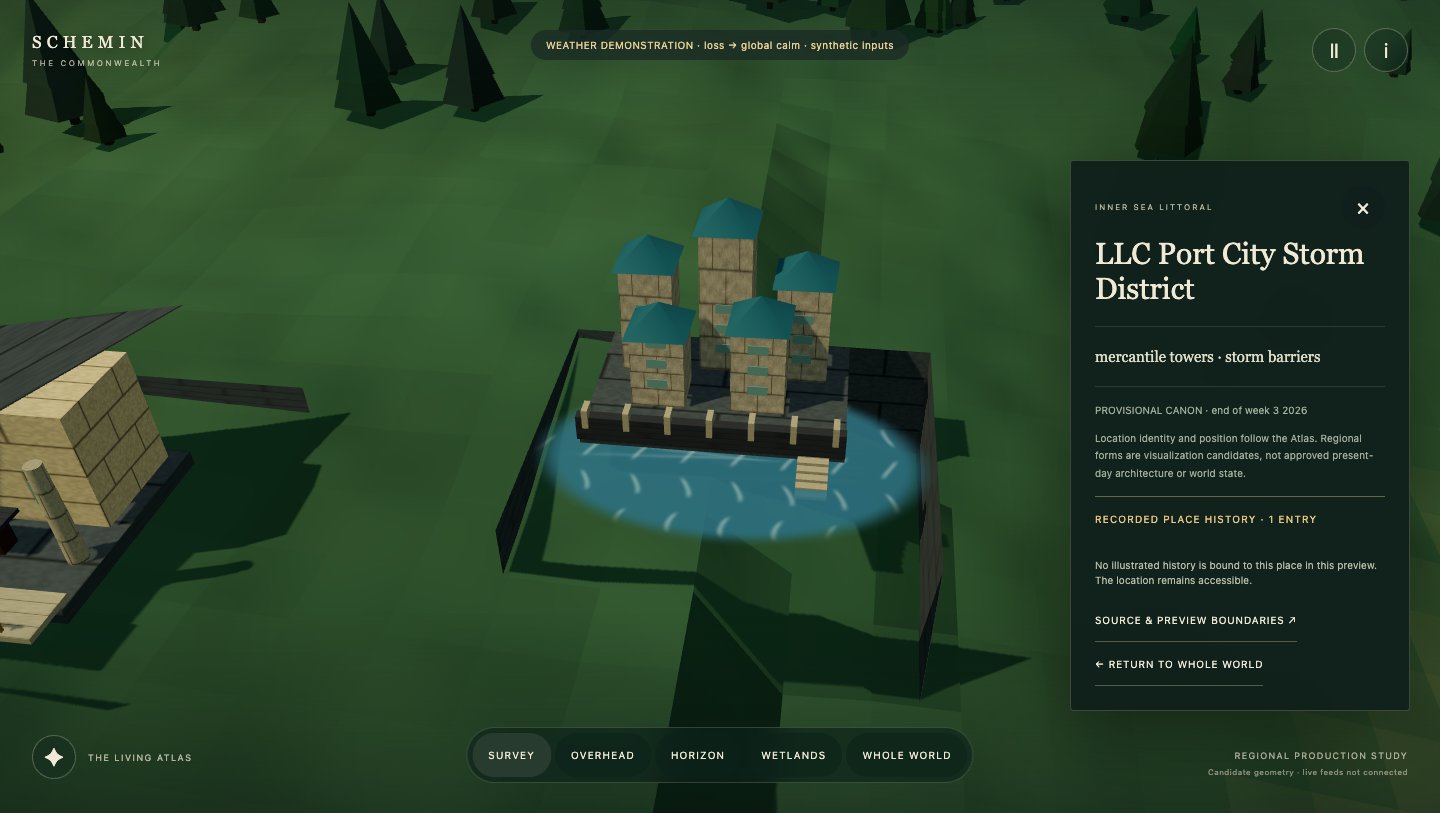 SCHEMIN
THE COMMONWEALTH
WEATHER DEMONSTRATION · loss → global calm · synthetic inputs
INNER SEA LITTORAL
LLC Port City Storm
District
mercantile towers · storm barriers
PROVISIONAL CANON · end of week 3 2026
Location identity and position follow the Atlas. Regional
forms are visualization candidates, not approved present-
day architecture or world state.
RECORDED PLACE HISTORY · 1 ENTRY
No illustrated history is bound to this place in this preview.
The location remains accessible.
SOURCE & PREVIEW BOUNDARIES ↗
← RETURN TO WHOLE WORLD
THE LIVING ATLAS
SURVEY OVERHEAD HORIZON WETLANDS WHOLE WORLD
REGIONAL PRODUCTION STUDY
Candidate geometry · live feeds not connected